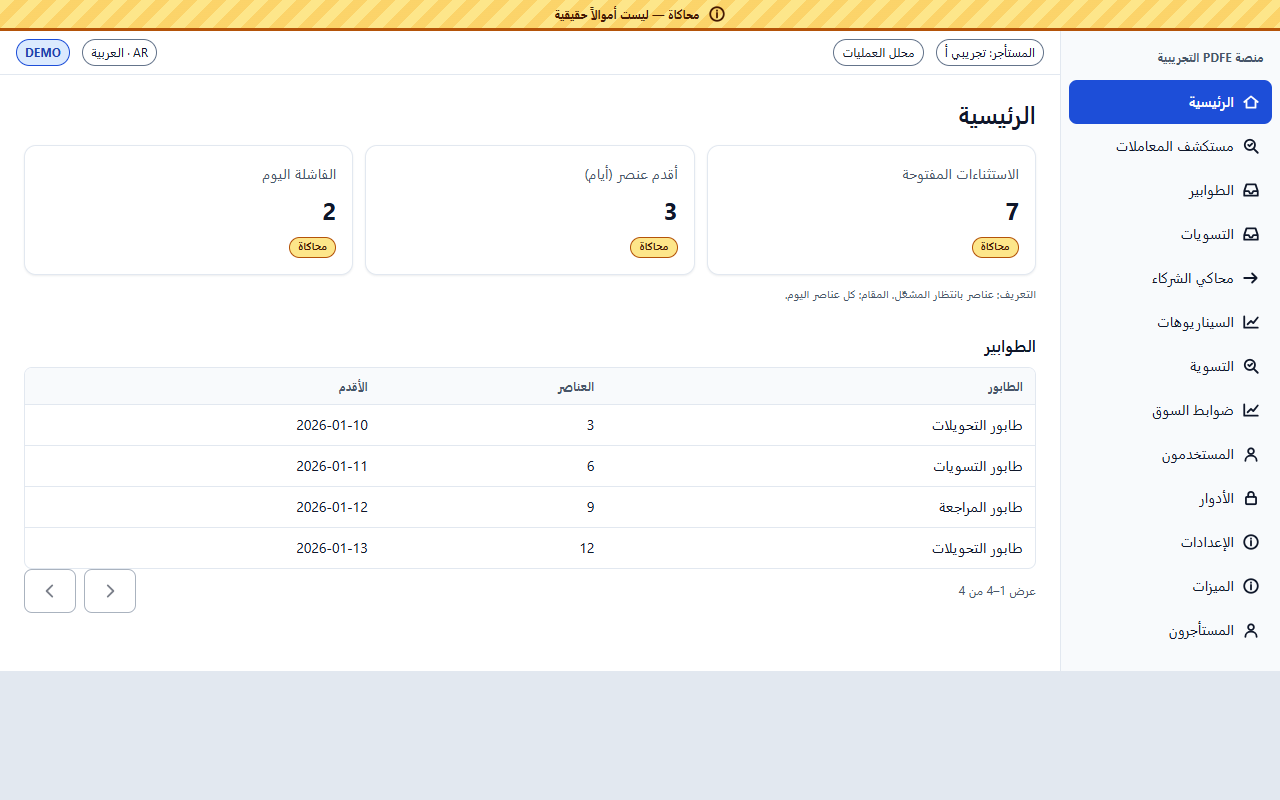 محاكاة — ليست أموالاً حقيقية
منصة PDFE التجريبية
الرئيسية
مستكشف المعاملات
الطوابير
التسويات
محاكي الشركاء
السيناريوهات
التسوية
ضوابط السوق
المستخدمون
الأدوار
الإعدادات
الميزات
المستأجرون
المستأجر: تجريبي أ
محلل العمليات
AR · العربية
DEMO
الرئيسية
الاستثناءات المفتوحة
7
محاكاة
أقدم عنصر (أيام)
3
محاكاة
الفاشلة اليوم
2
محاكاة
التعريف: عناصر بانتظار المشغّل. المقام: كل عناصر اليوم.
الطوابير
الطابور العناصر الأقدم
طابور التحويلات 3 2026-01-10
طابور التسويات 6 2026-01-11
طابور المراجعة 9 2026-01-12
طابور التحويلات 12 2026-01-13
عرض 1–4 من 4